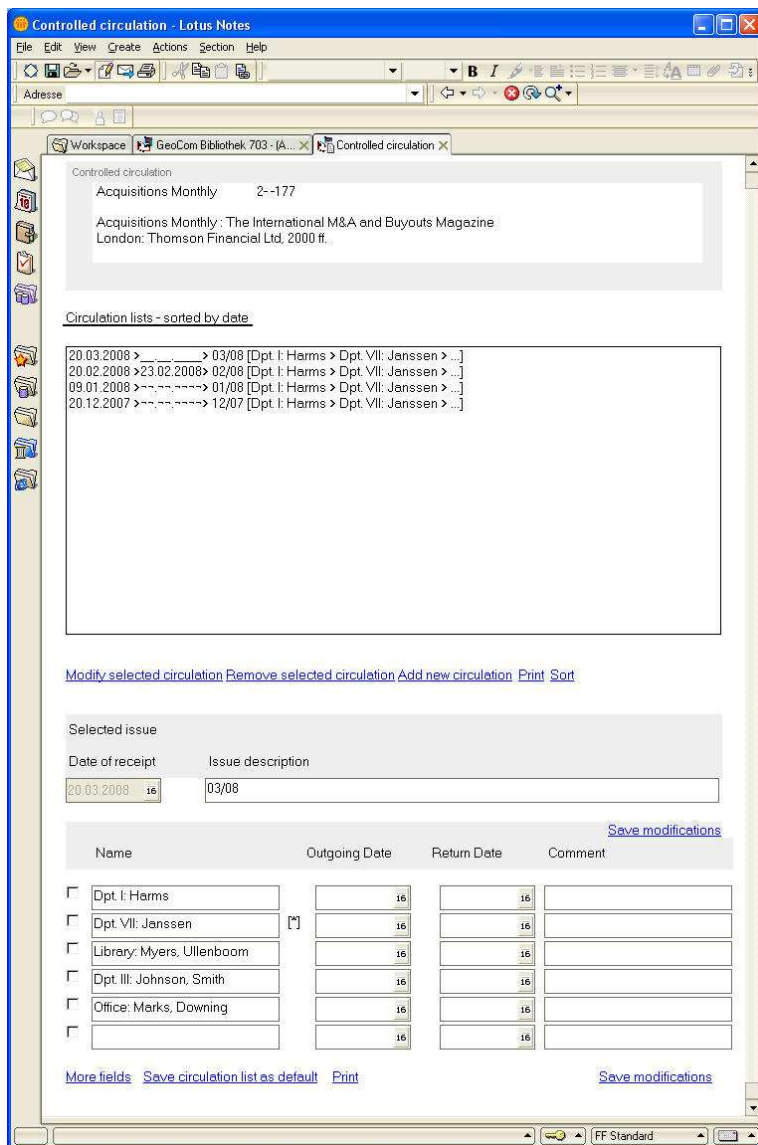 Controlled circulation - Lotus Notes
File Edit View Create Actions Section Help
B I
Adresse
Workspace GeoCom Bibliothek 703 - (A... Controlled circulation
Controlled circulation
Acquisitions Monthly 2--177
Acquisitions Monthly : The International M&A and Buyouts Magazine
London: Thomson Financial Ltd, 2000 ff.
Circulation lists - sorted by date
20.03.2008 >__.__.____> 03/08 [Dpt. I: Harms > Dpt. VII: Janssen > ...]
20.02.2008 >23.02.2008> 02/08 [Dpt. I: Harms > Dpt. VII: Janssen > ...]
09.01.2008 >¬¬.¬¬.¬¬¬¬> 01/08 [Dpt. I: Harms > Dpt. VII: Janssen > ...]
20.12.2007 >¬¬.¬¬.¬¬¬¬> 12/07 [Dpt. I: Harms > Dpt. VII: Janssen > ...]
Modify selected circulation Remove selected circulation Add new circulation Print Sort
Selected issue
Date of receipt Issue description
20.03.2008 16 03/08
Save modifications
Name Outgoing Date Return Date Comment
Dpt. I: Harms 16 16
Dpt. VII: Janssen [*] 16 16
Library: Myers, Ullenboom 16 16
Dpt. III: Johnson, Smith 16 16
Office: Marks, Downing 16 16
16 16
More fields Save circulation list as default Print Save modifications
FF Standard